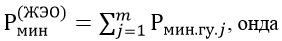 Р_мин^(ЖЭО) = ∑_{j=1}^{m} Р_мин.гу.j, онда